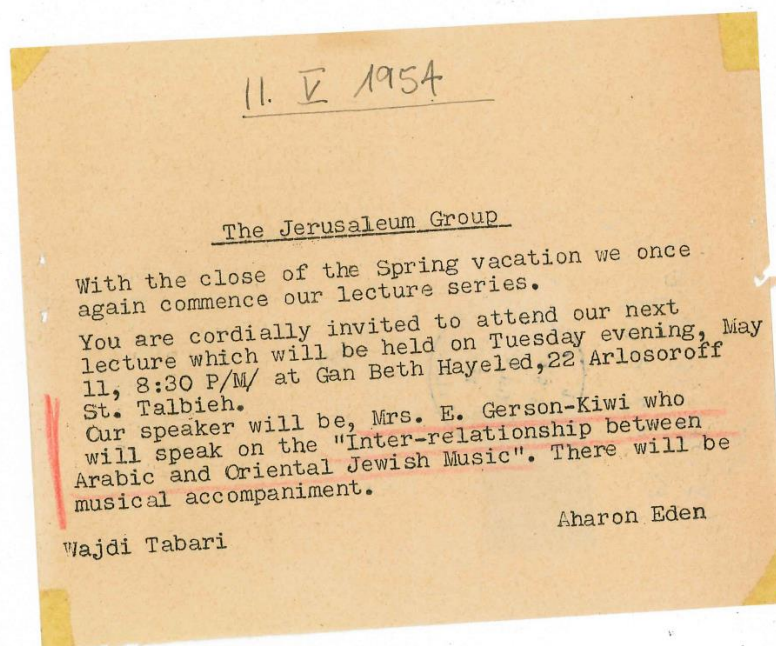 11. V 1954
The Jerusaleum Group
With the close of the Spring vacation we once
again commence our lecture series.
You are cordially invited to attend our next
lecture which will be held on Tuesday evening, May
11, 8:30 P/M/ at Gan Beth Hayeled,22 Arlosoroff
St. Talbieh.
Our speaker will be, Mrs. E. Gerson-Kiwi who
will speak on the "Inter-relationship between
Arabic and Oriental Jewish Music". There will be
musical accompaniment.
Aharon Eden
Wajdi Tabari